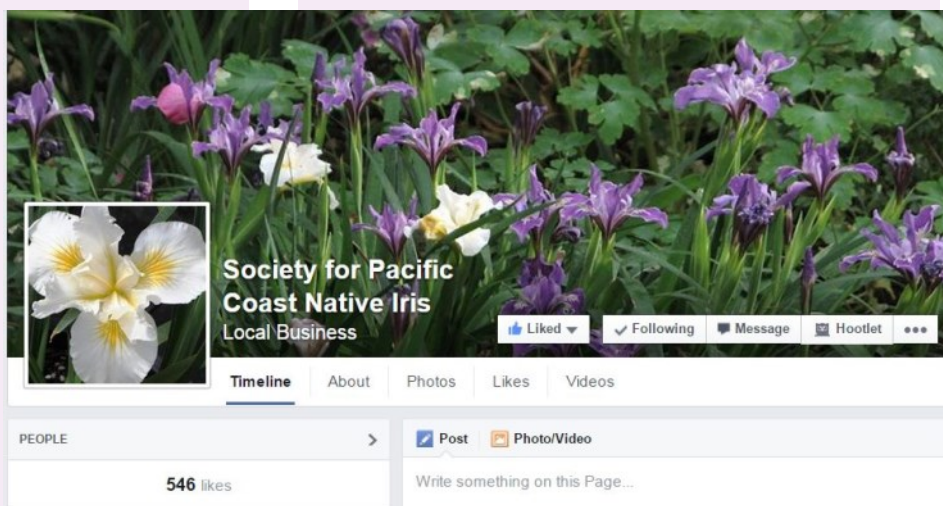 Society for Pacific
Coast Native Iris
Local Business
Liked
Following
Message
Hootlet
Timeline
About
Photos
Likes
Videos
PEOPLE
546 likes
Post
Photo/Video
Write something on this Page...